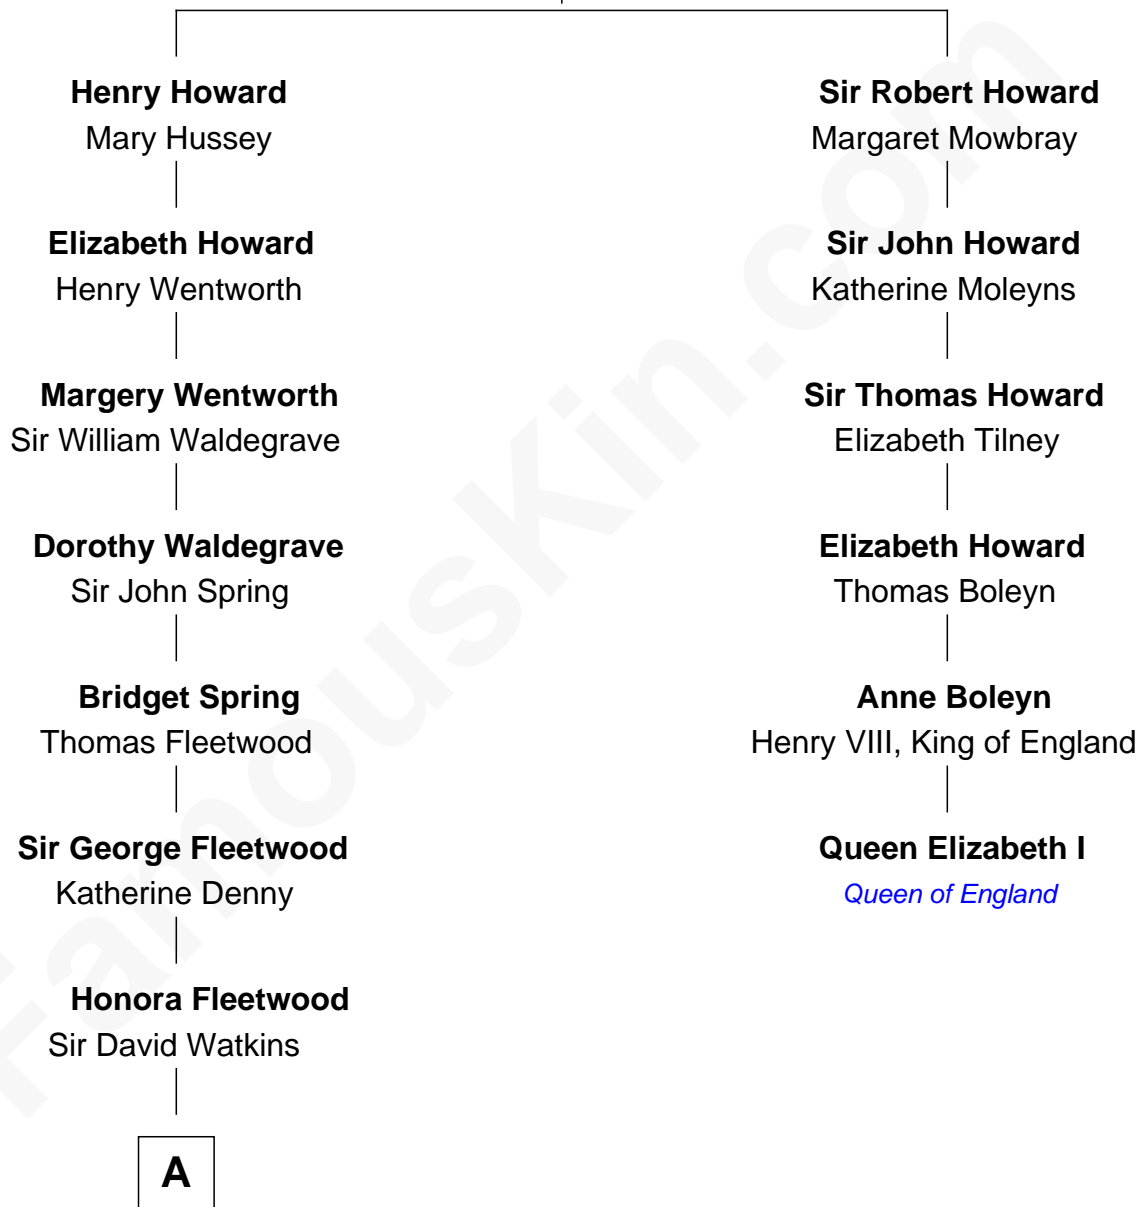 Henry Howard
Mary Hussey
Elizabeth Howard
Henry Wentworth
Margery Wentworth
Sir William Waldegrave
Dorothy Waldegrave
Sir John Spring
Bridget Spring
Thomas Fleetwood
Sir George Fleetwood
Katherine Denny
Honora Fleetwood
Sir David Watkins
A
Sir Robert Howard
Margaret Mowbray
Sir John Howard
Katherine Moleyns
Sir Thomas Howard
Elizabeth Tilney
Elizabeth Howard
Thomas Boleyn
Anne Boleyn
Henry VIII, King of England
Queen Elizabeth I
Queen of England
FamousKin.com